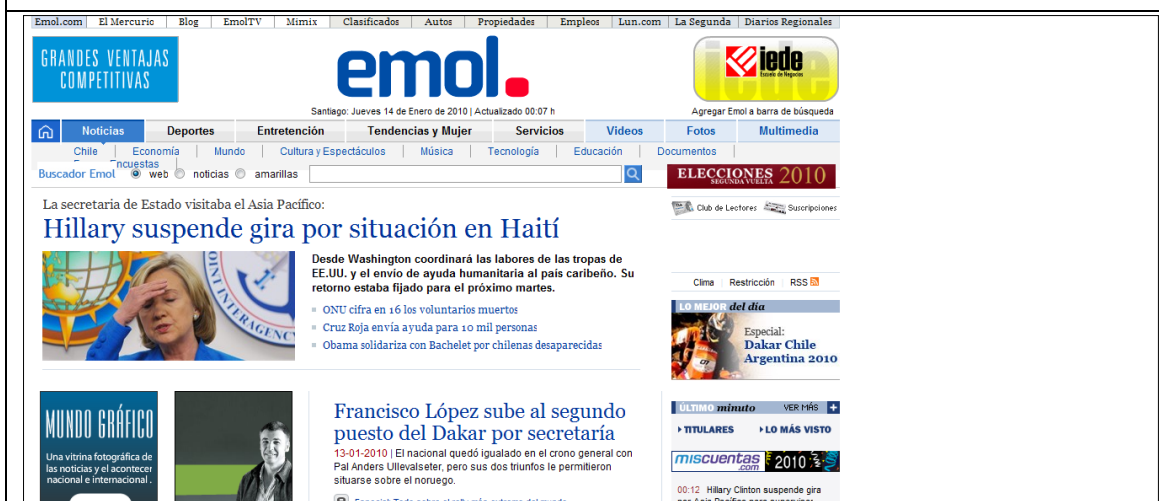 Emol.com El Mercurio Blog EmolTV Mimix Clasificados Autos Propiedades Empleos Lun.com La Segunda Diarios Regionales
GRANDES VENTAJAS
COMPETITIVAS
emol.
iede
Escuela de Negocios
Santiago: Jueves 14 de Enero de 2010 | Actualizado 00:07 h
Agregar Emol a barra de búsqueda
Noticias Deportes Entretención Tendencias y Mujer Servicios Videos Fotos Multimedia
Chile Economía Mundo Cultura y Espectáculos Música Tecnología Educación Documentos
Encuestas
Buscador Emol web noticias amarillas
ELECCIONES 2010
SEGUNDA VUELTA
Club de Lectores Suscripciones
La secretaria de Estado visitaba el Asia Pacífico:
Hillary suspende gira por situación en Haití
Desde Washington coordinará las labores de las tropas de
EE.UU. y el envío de ayuda humanitaria al país caribeño. Su
retorno estaba fijado para el próximo martes.
ONU cifra en 16 los voluntarios muertos
Cruz Roja envía ayuda para 10 mil personas
Obama solidariza con Bachelet por chilenas desaparecidas
JOINT INTERAGENCY
Clima Restricción RSS
LO MEJOR del día
Especial:
Dakar Chile
Argentina 2010
MUNDO GRÁFICO
Una vitrina fotográfica de
las noticias y el acontecer
nacional e internacional.
Francisco López sube al segundo
puesto del Dakar por secretaría
13-01-2010 | El nacional quedó igualado en el crono general con
Pal Anders Ullevalseter, pero sus dos triunfos le permitieron
situarse sobre el noruego.
ÚLTIMO minuto VER MÁS
TITULARES LO MÁS VISTO
miscuentas.com 2010
00:12 Hillary Clinton suspende gira